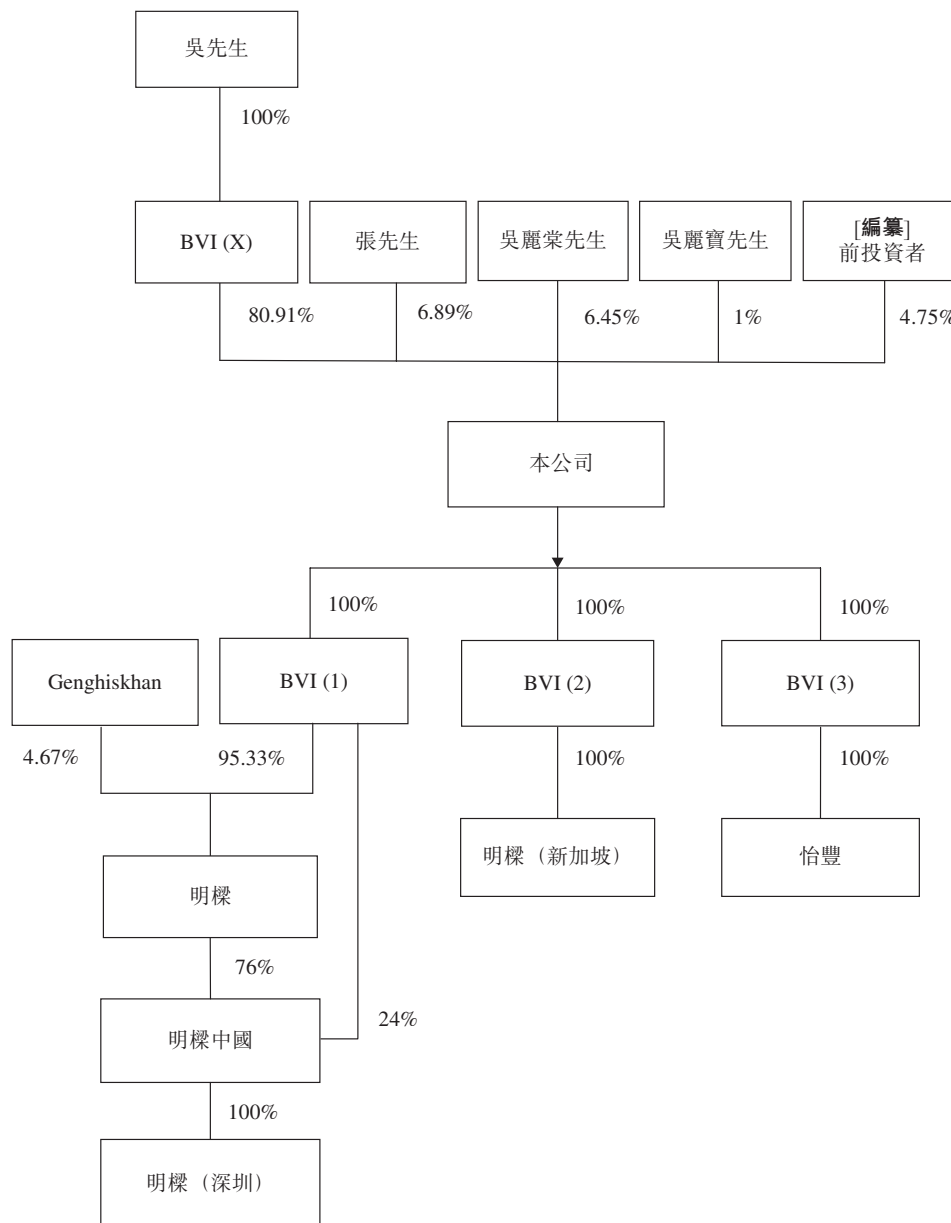 吳先生
100%
BVI (X)
張先生
吳麗棠先生
吳麗寶先生
[編纂]
前投資者
80.91%
6.89%
6.45%
1%
4.75%
本公司
100%
100%
100%
Genghiskhan
BVI (1)
BVI (2)
BVI (3)
4.67%
95.33%
100%
100%
明樑（新加坡）
怡豐
明樑
76%
24%
明樑中國
100%
明樑（深圳）